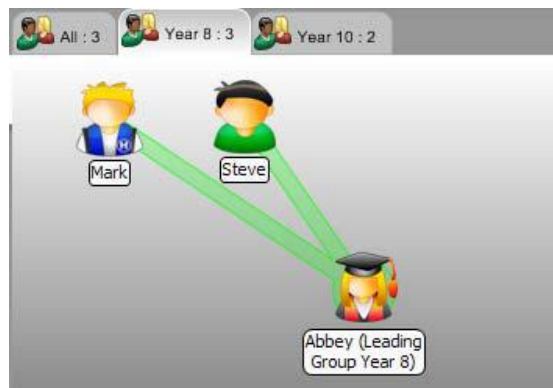 All : 3
Year 8 : 3
Year 10 : 2
Mark
Steve
Abbey (Leading
Group Year 8)